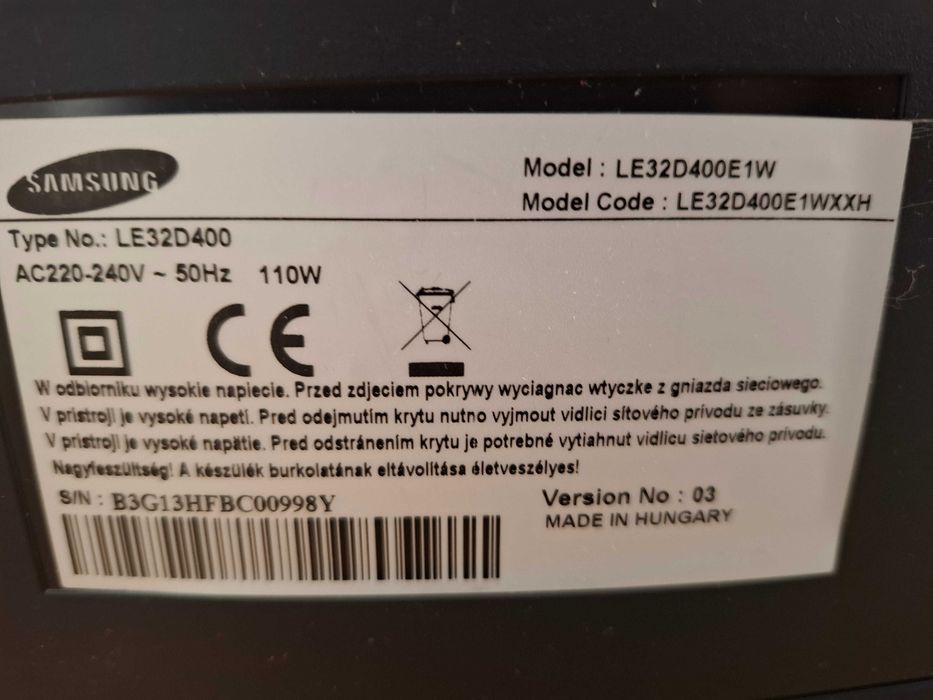 SAMSUNG
Model : LE32D400E1W
Model Code : LE32D400E1WXXH
Type No.: LE32D400
AC220-240V ~ 50Hz 110W
CE
W odbiorniku wysokie napiecie. Przed zdjeciem pokrywy wyciagnac wtyczke z gniazda sieciowego.
V pristroji je vysoké napetí. Pred odejmutím krytu nutno vyjmout vidlici sítového prívodu ze zásuvky.
V pristroji je vysoké napätie. Pred odstránením krytu je potrebné vytiahnut vidlicu sietového prívodu.
Nagyfeszültség! A készülék burkolatának eltávolítása életveszélyes!
S/N : B3G13HFBC00998Y
Version No : 03
MADE IN HUNGARY